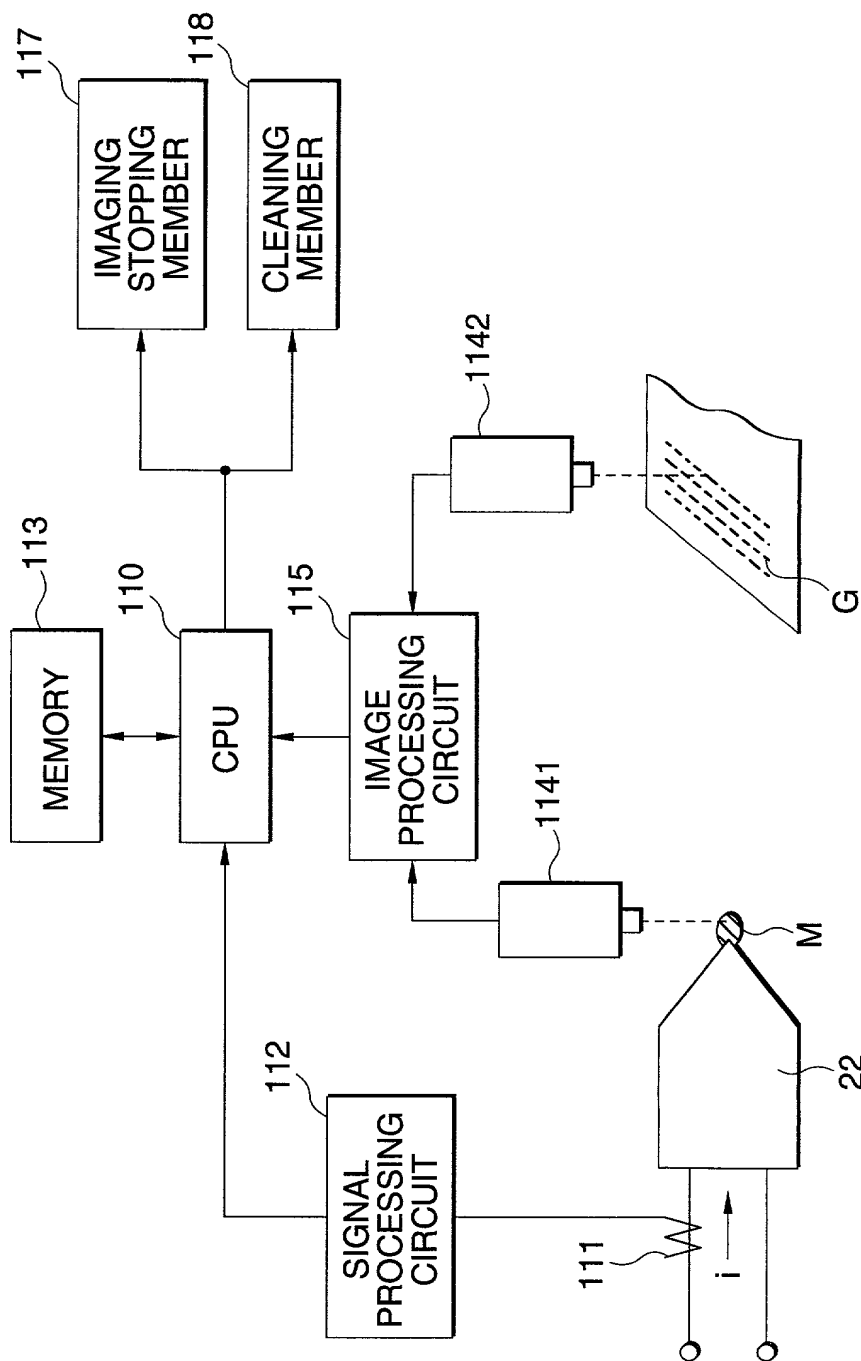 117
IMAGING
STOPPING
MEMBER
118
CLEANING
MEMBER
113
MEMORY
110
CPU
115
IMAGE
PROCESSING
CIRCUIT
1142
G
1141
M
112
SIGNAL
PROCESSING
CIRCUIT
111
i
22